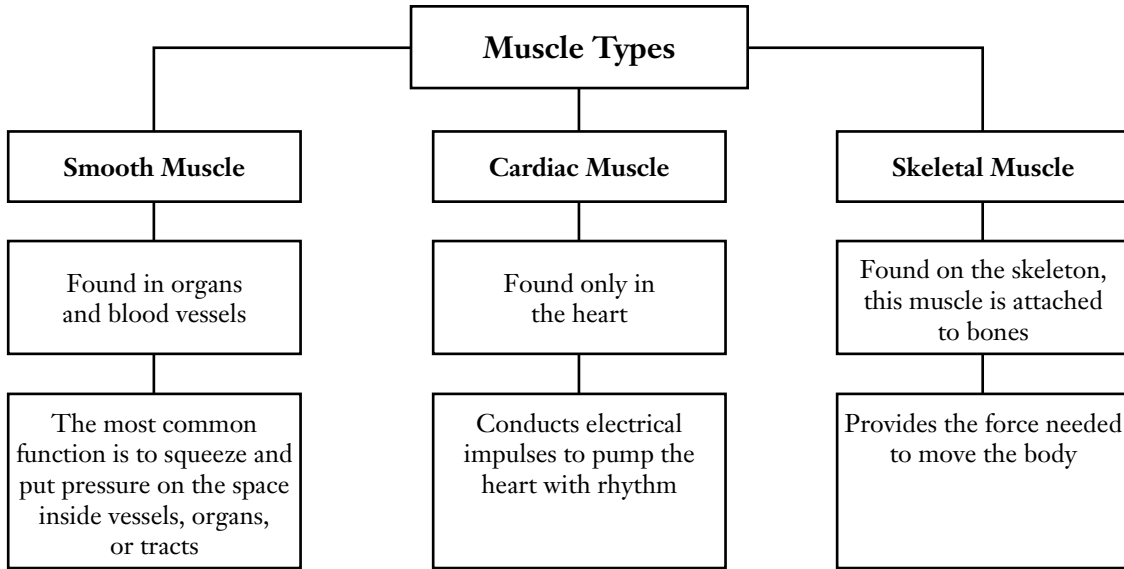 Muscle Types
Smooth Muscle
Found in organs
and blood vessels
The most common
function is to squeeze and
put pressure on the space
inside vessels, organs,
or tracts
Cardiac Muscle
Found only in
the heart
Conducts electrical
impulses to pump the
heart with rhythm
Skeletal Muscle
Found on the skeleton,
this muscle is attached
to bones
Provides the force needed
to move the body